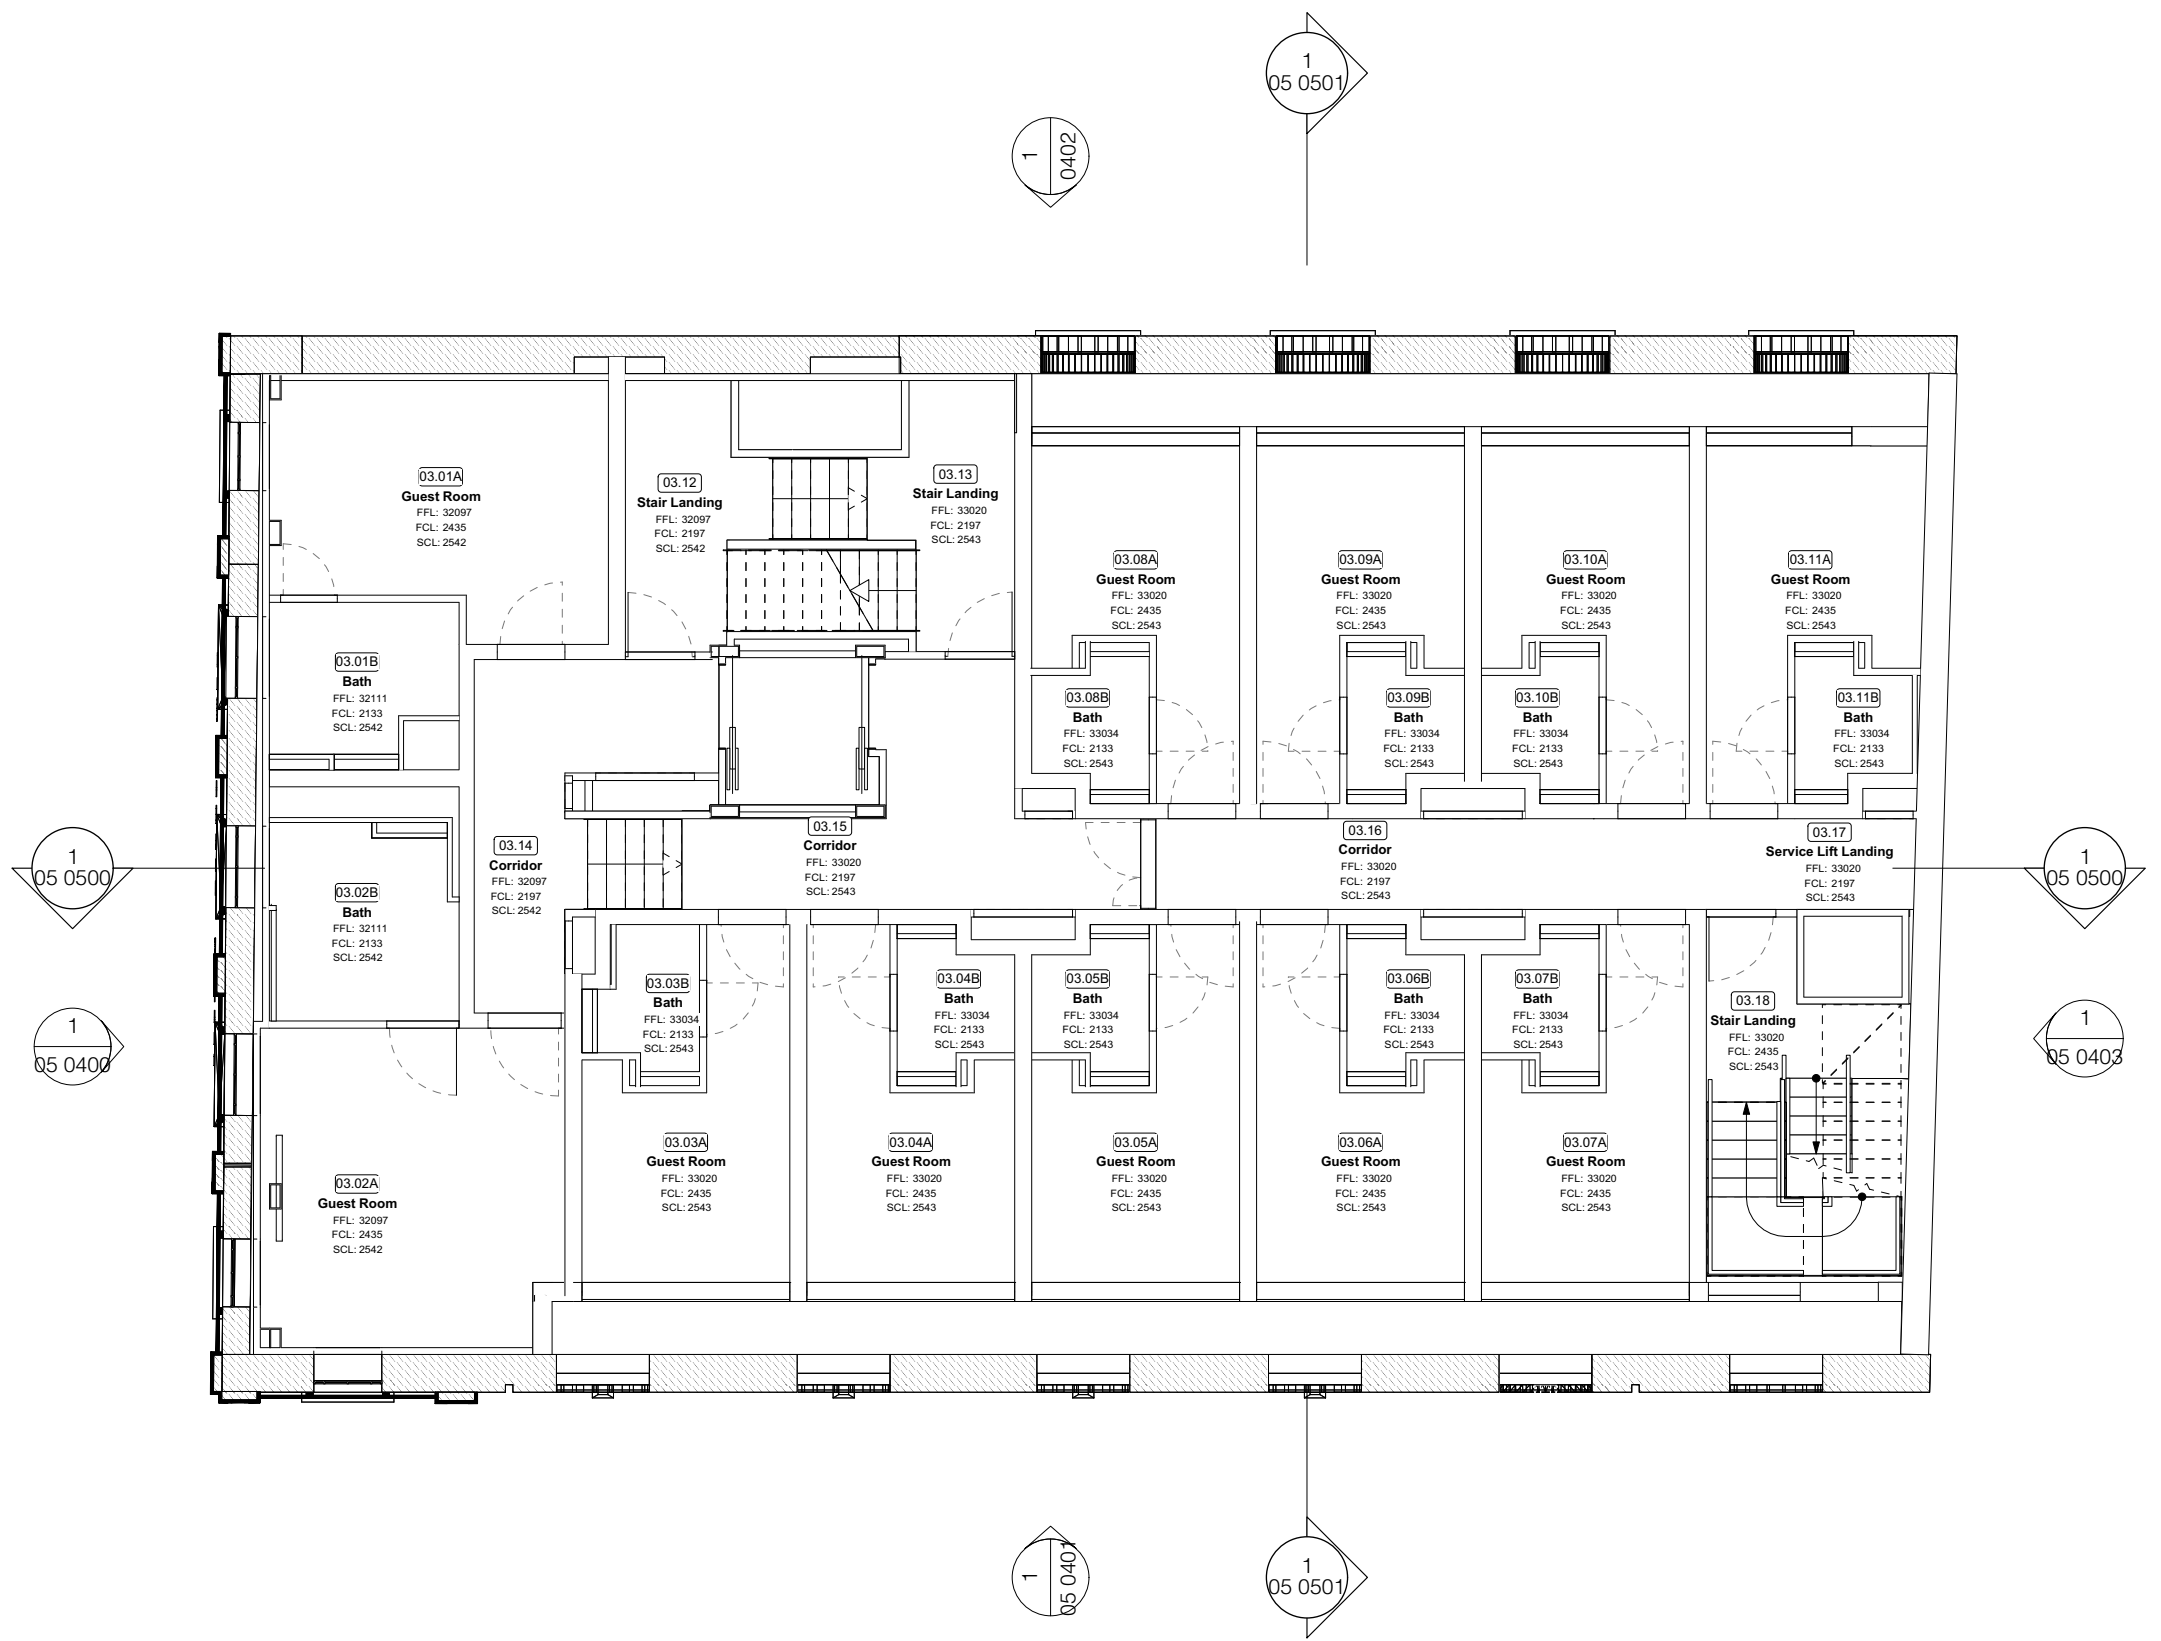 1
05 0501
1
0402
03.01A
Guest Room
FFL: 32097
FCL: 2435
SCL: 2542
03.12
Stair Landing
FFL: 32097
FCL: 2197
SCL: 2542
03.13
Stair Landing
FFL: 33020
FCL: 2197
SCL: 2543
03.08A
Guest Room
FFL: 33020
FCL: 2435
SCL: 2543
03.09A
Guest Room
FFL: 33020
FCL: 2435
SCL: 2543
03.10A
Guest Room
FFL: 33020
FCL: 2435
SCL: 2543
03.11A
Guest Room
FFL: 33020
FCL: 2435
SCL: 2543
03.01B
Bath
FFL: 32111
FCL: 2133
SCL: 2542
03.08B
Bath
FFL: 33034
FCL: 2133
SCL: 2543
03.09B
Bath
FFL: 33034
FCL: 2133
SCL: 2543
03.10B
Bath
FFL: 33034
FCL: 2133
SCL: 2543
03.11B
Bath
FFL: 33034
FCL: 2133
SCL: 2543
1
05 0500
03.02B
Bath
FFL: 32111
FCL: 2133
SCL: 2542
03.14
Corridor
FFL: 32097
FCL: 2197
SCL: 2542
03.15
Corridor
FFL: 33020
FCL: 2197
SCL: 2543
03.16
Corridor
FFL: 33020
FCL: 2197
SCL: 2543
03.17
Service Lift Landing
FFL: 33020
FCL: 2197
SCL: 2543
1
05 0500
1
05 0400
03.03B
Bath
FFL: 33034
FCL: 2133
SCL: 2543
03.04B
Bath
FFL: 33034
FCL: 2133
SCL: 2543
03.05B
Bath
FFL: 33034
FCL: 2133
SCL: 2543
03.06B
Bath
FFL: 33034
FCL: 2133
SCL: 2543
03.07B
Bath
FFL: 33034
FCL: 2133
SCL: 2543
03.18
Stair Landing
FFL: 33020
FCL: 2435
SCL: 2543
1
05 0403
03.02A
Guest Room
FFL: 32097
FCL: 2435
SCL: 2542
03.03A
Guest Room
FFL: 33020
FCL: 2435
SCL: 2543
03.04A
Guest Room
FFL: 33020
FCL: 2435
SCL: 2543
03.05A
Guest Room
FFL: 33020
FCL: 2435
SCL: 2543
03.06A
Guest Room
FFL: 33020
FCL: 2435
SCL: 2543
03.07A
Guest Room
FFL: 33020
FCL: 2435
SCL: 2543
1
05 0401
1
05 0501